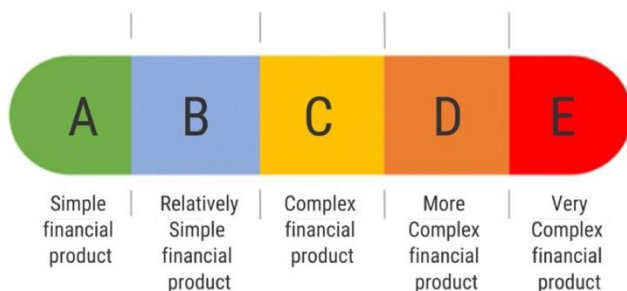 A
B
C
D
E
Simple
financial
product
Relatively
Simple
financial
product
Complex
financial
product
More
Complex
financial
product
Very
Complex
financial
product